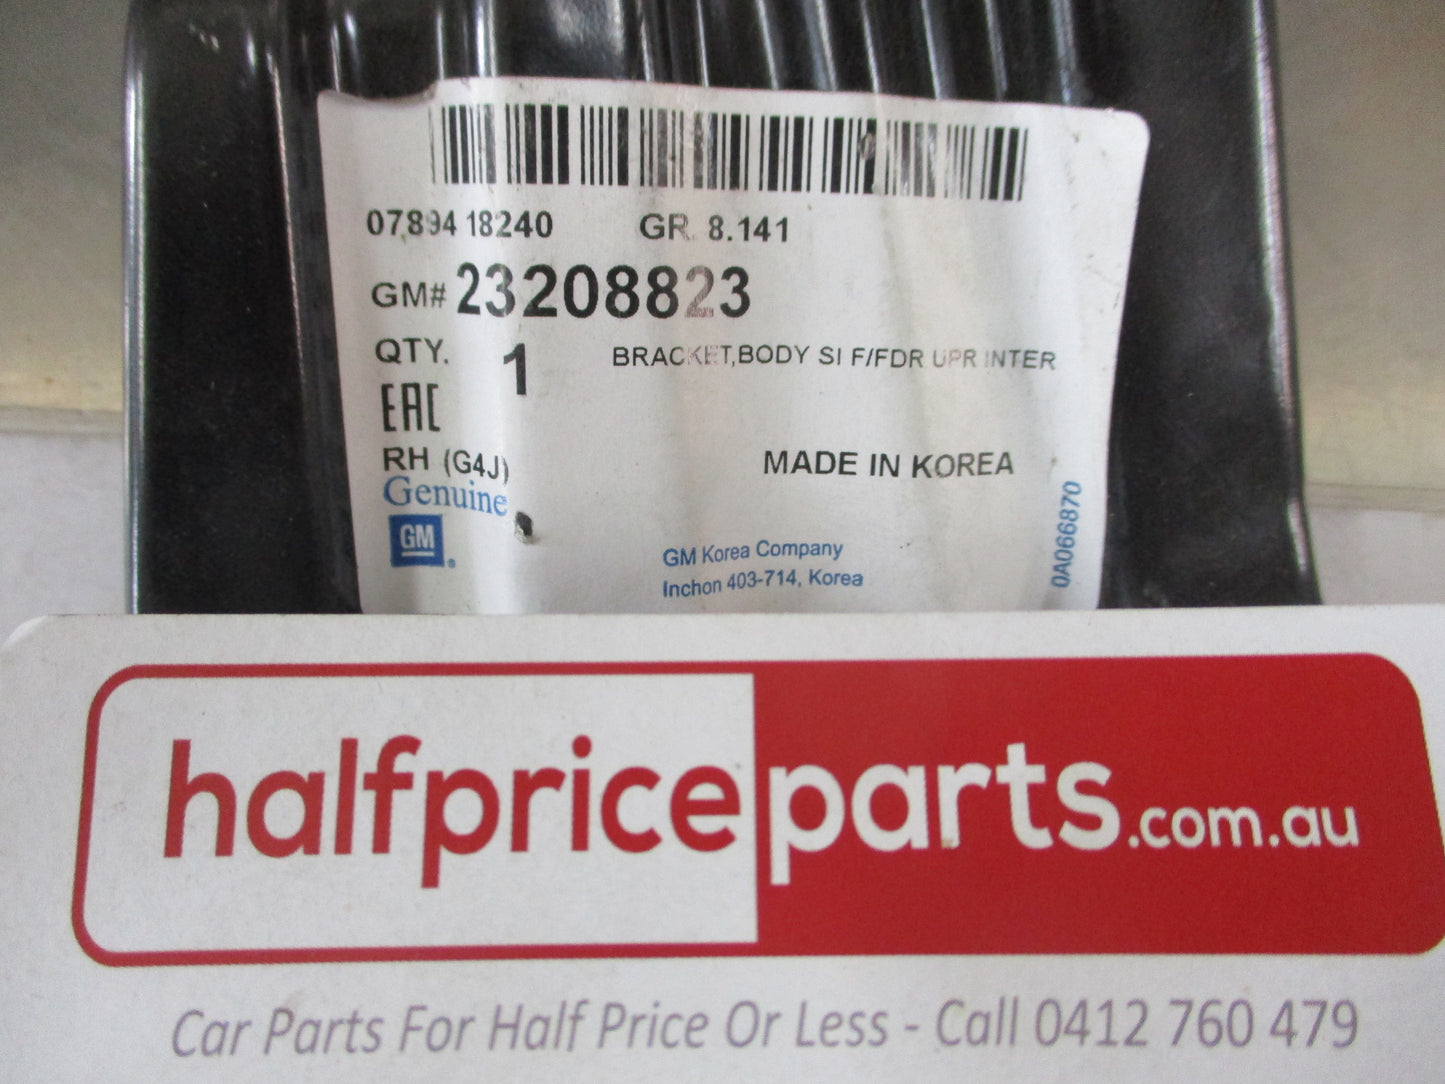 07894 18240 GR. 8.141
GM# 23208823
QTY. 1 BRACKET,BODY SI F/FDR UPR INTER
EAC
RH (G4J) MADE IN KOREA
Genuine
GM
GM Korea Company
Inchon 403-714, Korea
0A066870
halfpriceparts.com.au
Car Parts For Half Price Or Less - Call 0412 760 479